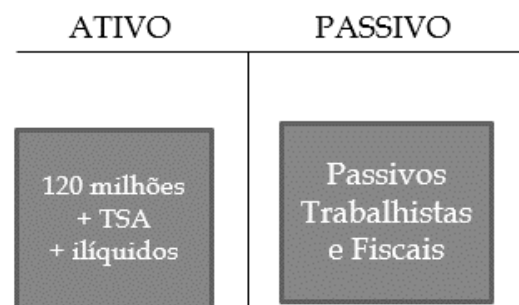 ATIVO PASSIVO
120 milhões
+ TSA
+ ilíquidos
Passivos
Trabalhistas
e Fiscais